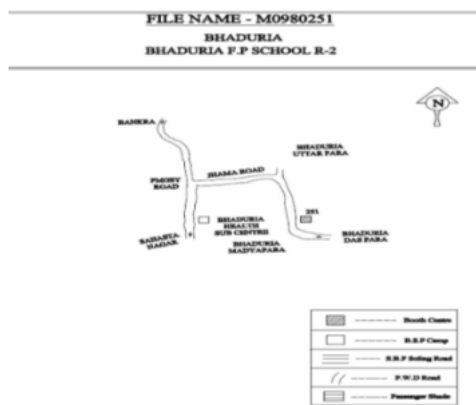 FILE NAME - M0980251
BHADURIA
BHADURIA F.P SCHOOL R-2
N
BANKRA
BHADURIA
UTTAR PARA
JHAMA ROAD
PMGSY
ROAD
251
BHADURIA
HEALTH
SUB CENTRE
BHADURIA
DAS PARA
NAGAR
BHADURIA
MADYAPARA
Booth Centre
Camp
Soling Road
P.W.D Road
Passenger Shade